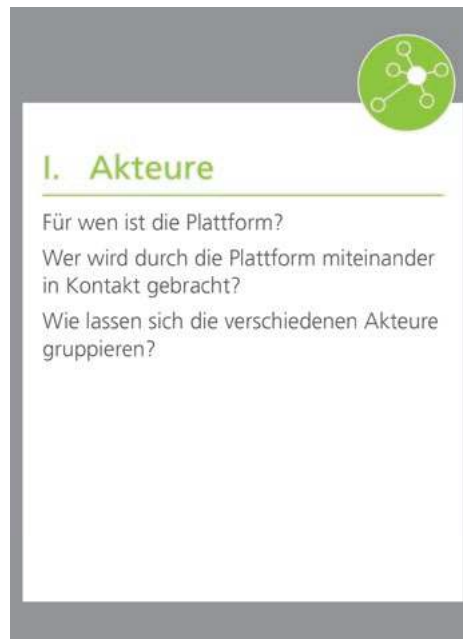 I. Akteure
Für wen ist die Plattform?
Wer wird durch die Plattform miteinander
in Kontakt gebracht?
Wie lassen sich die verschiedenen Akteure
gruppieren?